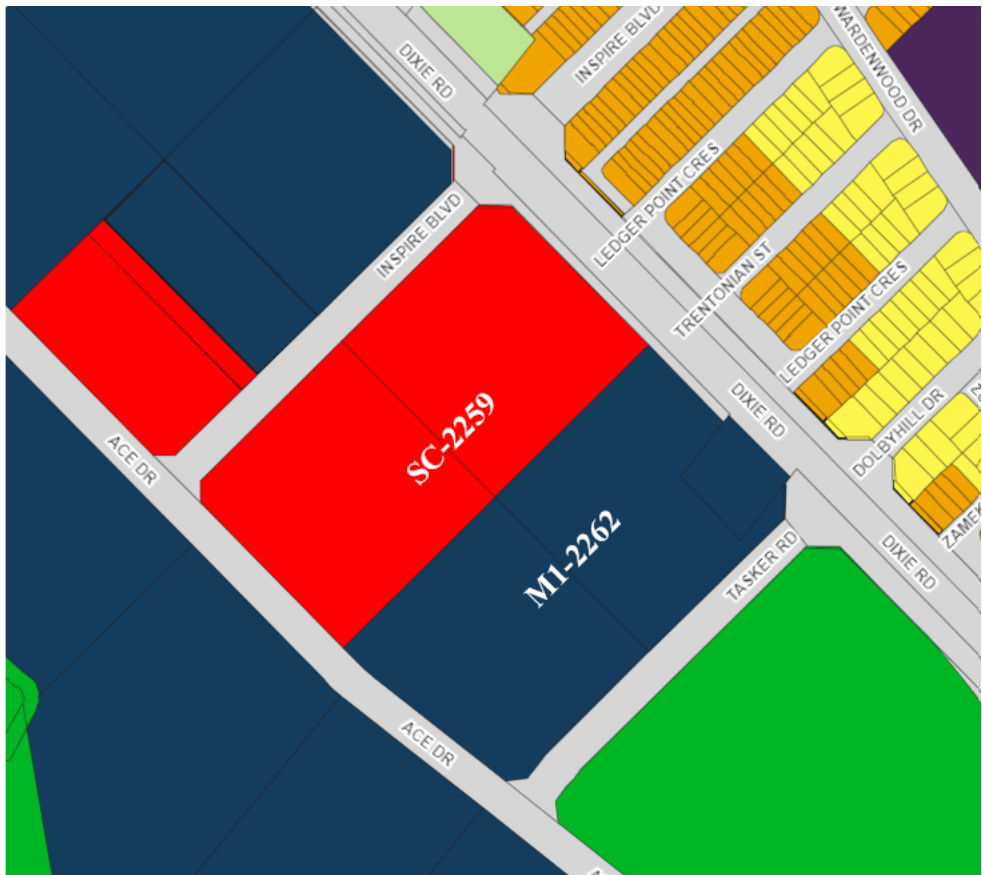 DIXIE RD
INSPIRE BLVD
WARDENWOOD DR
INSPIRE BLVD
LEDGER POINT CRES
TRENTONIAN ST
LEDGER POINT CRES
DIXIE RD
DOLBYHILL DR
SC-2259
ACE DR
M1-2262
TASKER RD
DIXIE RD
ZAMEK
ACE DR